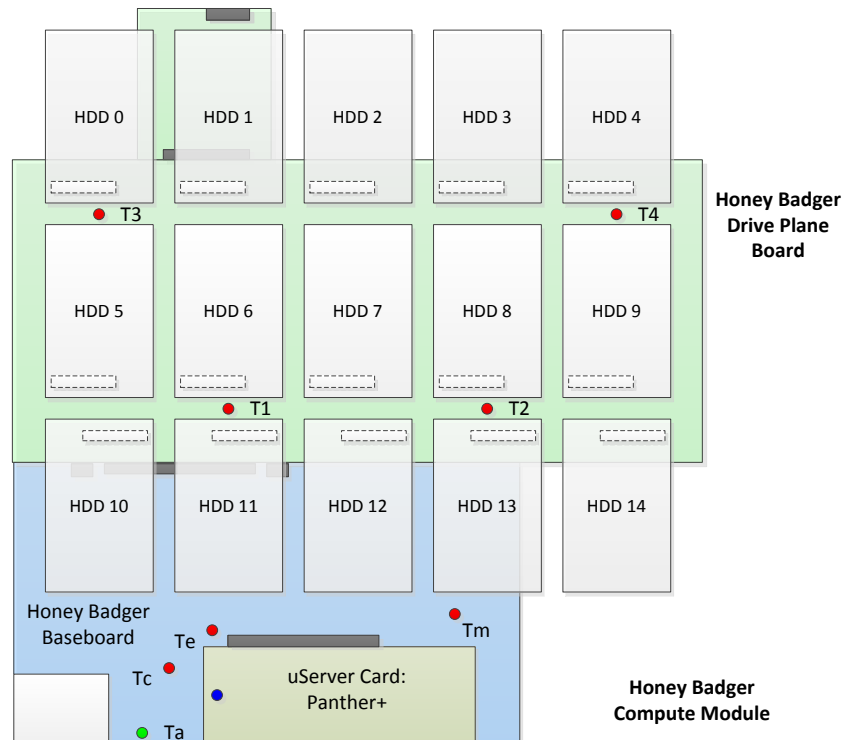 HDD 0
HDD 1
HDD 2
HDD 3
HDD 4
Honey Badger
Drive Plane
Board
T3
T4
HDD 5
HDD 6
HDD 7
HDD 8
HDD 9
T1
T2
HDD 10
HDD 11
HDD 12
HDD 13
HDD 14
Honey Badger
Baseboard
Te
Tm
Tc
uServer Card:
Panther+
Ta
Honey Badger
Compute Module